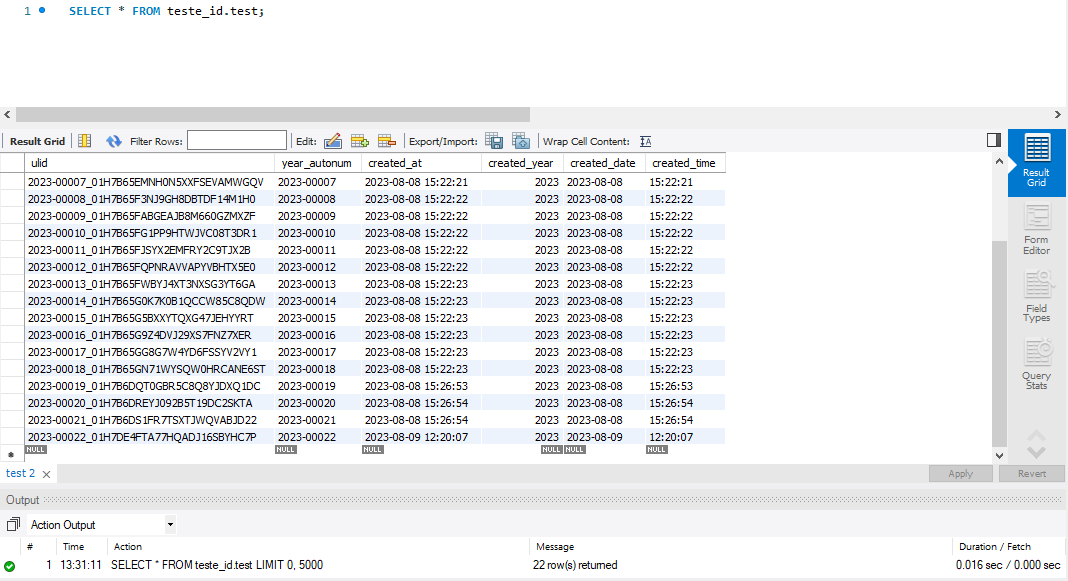 1 SELECT * FROM teste_id.test;
Result Grid Filter Rows: Edit: Export/Import: Wrap Cell Content:
ulid year_autonum created_at created_year created_date created_time
2023-00007_01H7B65EMNH0N5XXFSEVAMWGQV 2023-00007 2023-08-08 15:22:21 2023 2023-08-08 15:22:21
2023-00008_01H7B65F3NJ9GH8DBTDF14M1H0 2023-00008 2023-08-08 15:22:22 2023 2023-08-08 15:22:22
2023-00009_01H7B65FABGEAJB8M660GZMXZF 2023-00009 2023-08-08 15:22:22 2023 2023-08-08 15:22:22
2023-00010_01H7B65FG1PP9HTWJVC08T3DR1 2023-00010 2023-08-08 15:22:22 2023 2023-08-08 15:22:22
2023-00011_01H7B65FJSYX2EMFRY2C9TJX2B 2023-00011 2023-08-08 15:22:22 2023 2023-08-08 15:22:22
2023-00012_01H7B65FQPNRAVVAPYVBHTX5E0 2023-00012 2023-08-08 15:22:22 2023 2023-08-08 15:22:22
2023-00013_01H7B65FWBYJ4XT3NXSG3YT6GA 2023-00013 2023-08-08 15:22:23 2023 2023-08-08 15:22:23
2023-00014_01H7B65G0K7K0B1QCCW85C8QDW 2023-00014 2023-08-08 15:22:23 2023 2023-08-08 15:22:23
2023-00015_01H7B65G5BXXYTQXG47JEHYYRT 2023-00015 2023-08-08 15:22:23 2023 2023-08-08 15:22:23
2023-00016_01H7B65G9Z4DVJ29XS7FNZ7XER 2023-00016 2023-08-08 15:22:23 2023 2023-08-08 15:22:23
2023-00017_01H7B65GG8G7W4YD6FSSYV2VY1 2023-00017 2023-08-08 15:22:23 2023 2023-08-08 15:22:23
2023-00018_01H7B65GN71WYSQW0HRCANE6ST 2023-00018 2023-08-08 15:22:23 2023 2023-08-08 15:22:23
2023-00019_01H7B6DQT0GBR5C8Q8YJDXQ1DC 2023-00019 2023-08-08 15:26:53 2023 2023-08-08 15:26:53
2023-00020_01H7B6DREYJ092B5T19DC2SKTA 2023-00020 2023-08-08 15:26:54 2023 2023-08-08 15:26:54
2023-00021_01H7B6DS1FR7TSXTJWQVABJD22 2023-00021 2023-08-08 15:26:54 2023 2023-08-08 15:26:54
2023-00022_01H7DE4FTA77HQADJ16SBYHC7P 2023-00022 2023-08-09 12:20:07 2023 2023-08-09 12:20:07
NULL NULL NULL NULL NULL NULL
Result
Grid
Form
Editor
Field
Types
Query
Stats
test 2 Apply Revert
Output
Action Output
# Time Action Message Duration / Fetch
1 13:31:11 SELECT * FROM teste_id.test LIMIT 0, 5000 22 row(s) returned 0.016 sec / 0.000 sec